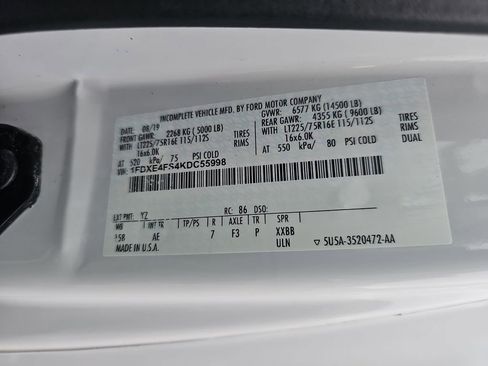 INCOMPLETE VEHICLE MFD. BY FORD MOTOR COMPANY
DATE: 08/19 GVWR: 6577 KG (14500 LB)
FRONT GAWR: 2268 KG (5000 LB) REAR GAWR: 4355 KG ( 9600 LB)
WITH LT225/75R16E 115/112S TIRES WITH LT225/75R16E 115/112S TIRES
16x6.0K RIMS 16x6.0K RIMS
AT 520 kPa/ 75 PSI COLD AT 550 kPa/ 80 PSI COLD DUAL
VIN: 1FDXE4FS4KDC55998
EXT PNT: YZ RC: 86 DSO:
WB INT TR TP/PS R AXLE TR SPR
158 AE 7 F3 P XXBB
MADE IN U.S.A. ULN ▽ 5U5A-3520472-AA